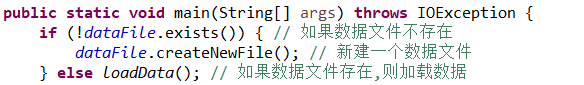 public static void main(String[] args) throws IOException {
    if (!dataFile.exists()) { // 如果数据文件不存在
        dataFile.createNewFile(); // 新建一个数据文件
    } else loadData(); // 如果数据文件存在,则加载数据